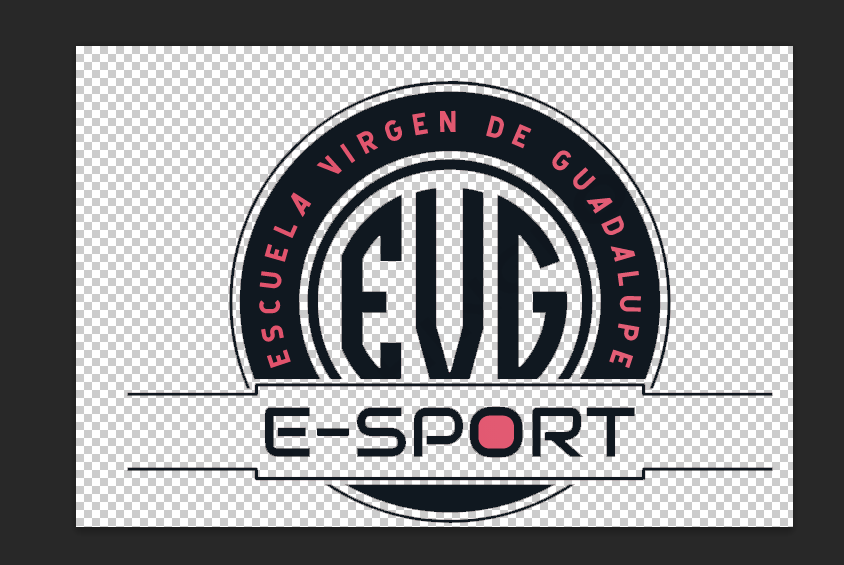 ESCUELA VIRGEN DE GUADALUPE
EVG
E-SPORT